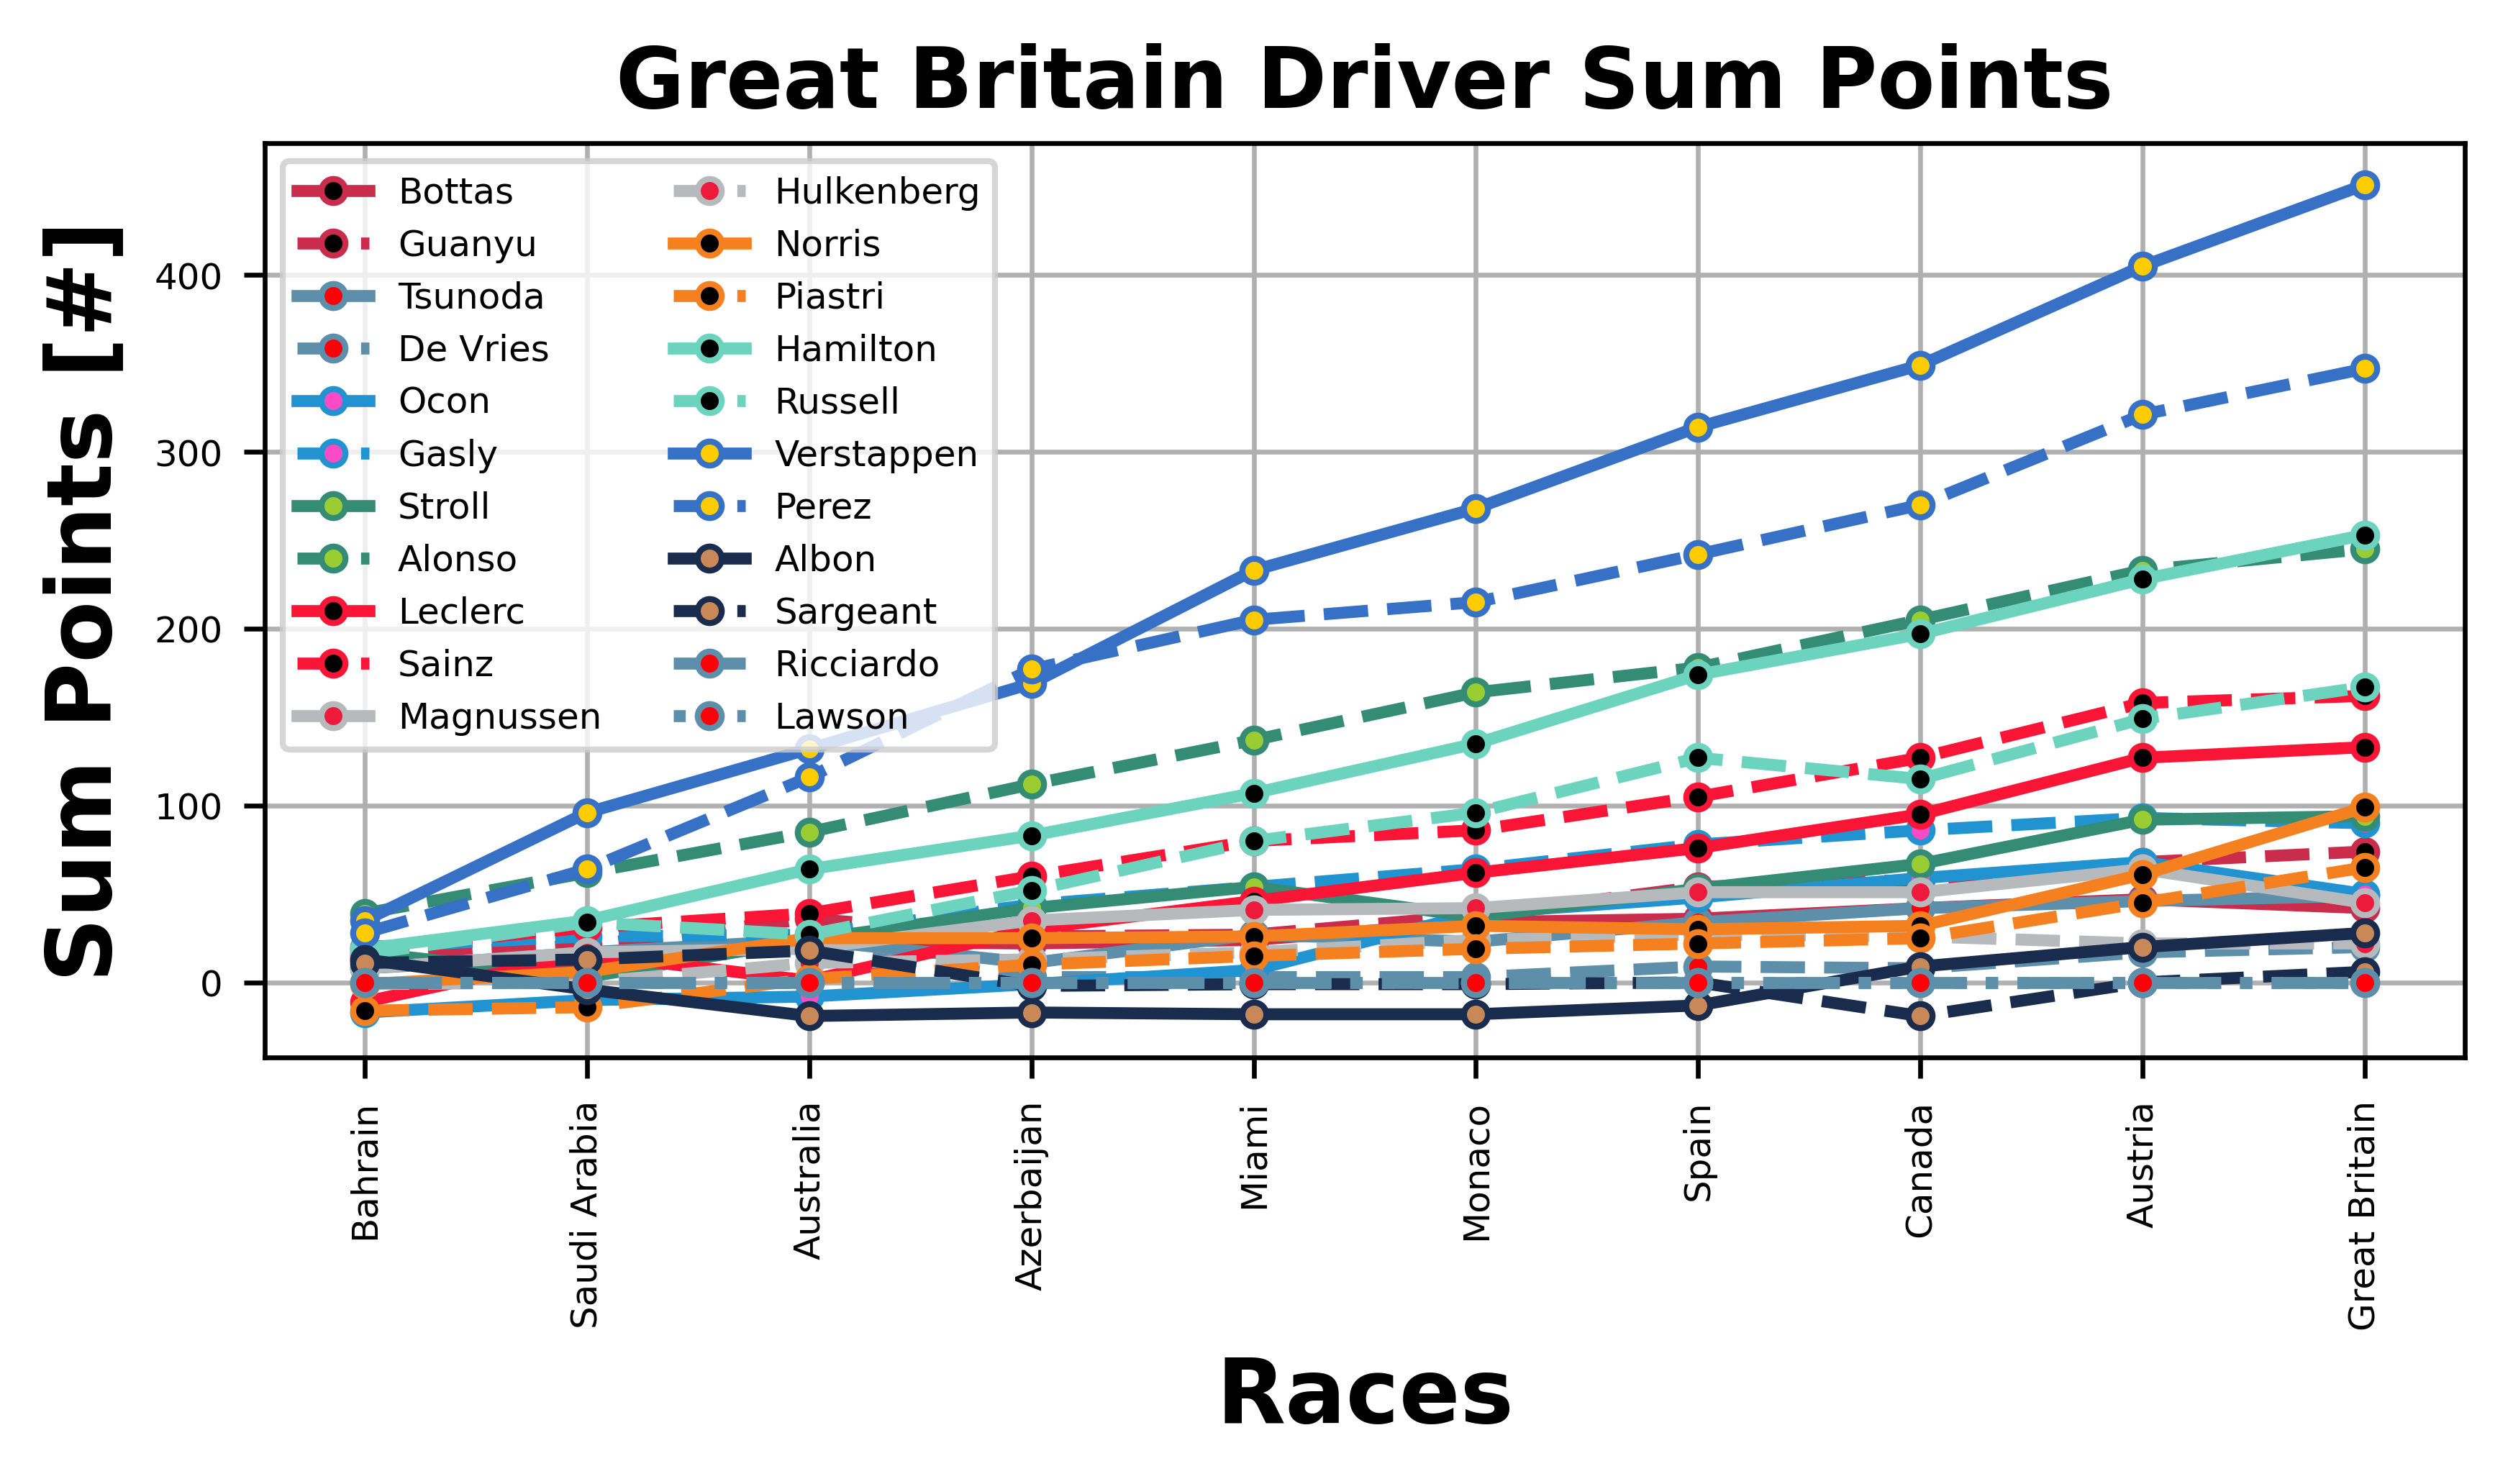 Great Britain Driver Sum Points
Sum Points [#]
400
300
200
100
0
Bottas
Guanyu
Tsunoda
De Vries
Ocon
Gasly
Stroll
Alonso
Leclerc
Sainz
Magnussen
Hulkenberg
Norris
Piastri
Hamilton
Russell
Verstappen
Perez
Albon
Sargeant
Ricciardo
Lawson
Bahrain
Saudi Arabia
Australia
Azerbaijan
Miami
Monaco
Spain
Canada
Austria
Great Britain
Races